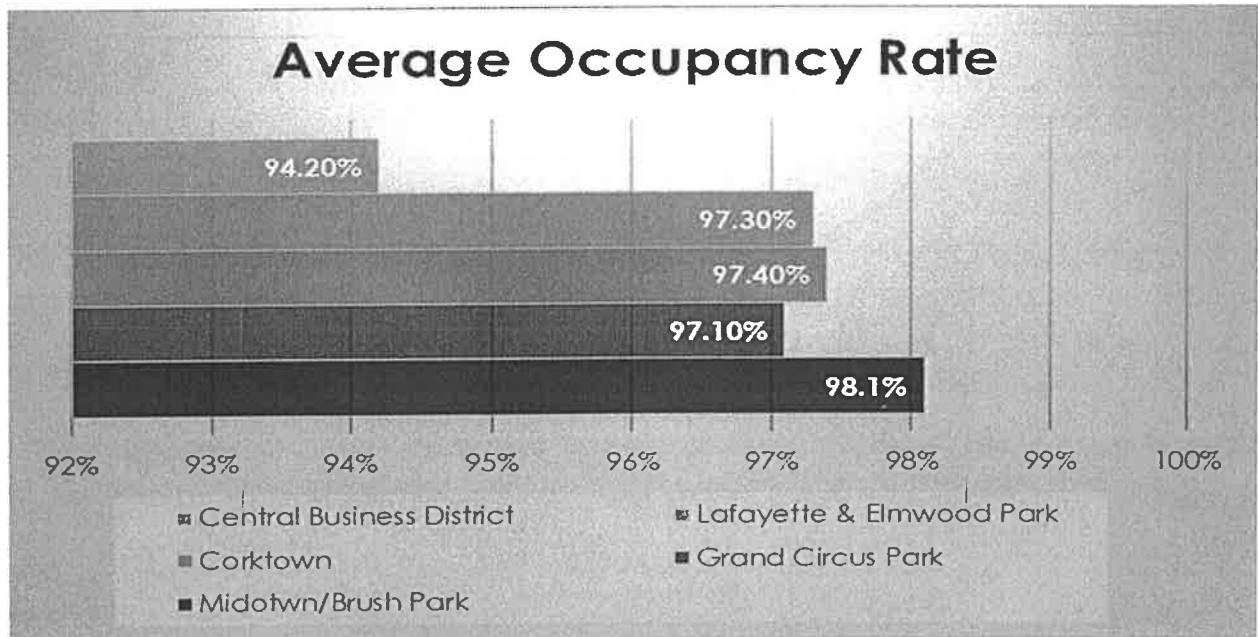 Average Occupancy Rate
94.20%
97.30%
97.40%
97.10%
98.1%
92% 93% 94% 95% 96% 97% 98% 99% 100%
Central Business District Lafayette & Elmwood Park
Corktown Grand Circus Park
Midotwn/Brush Park